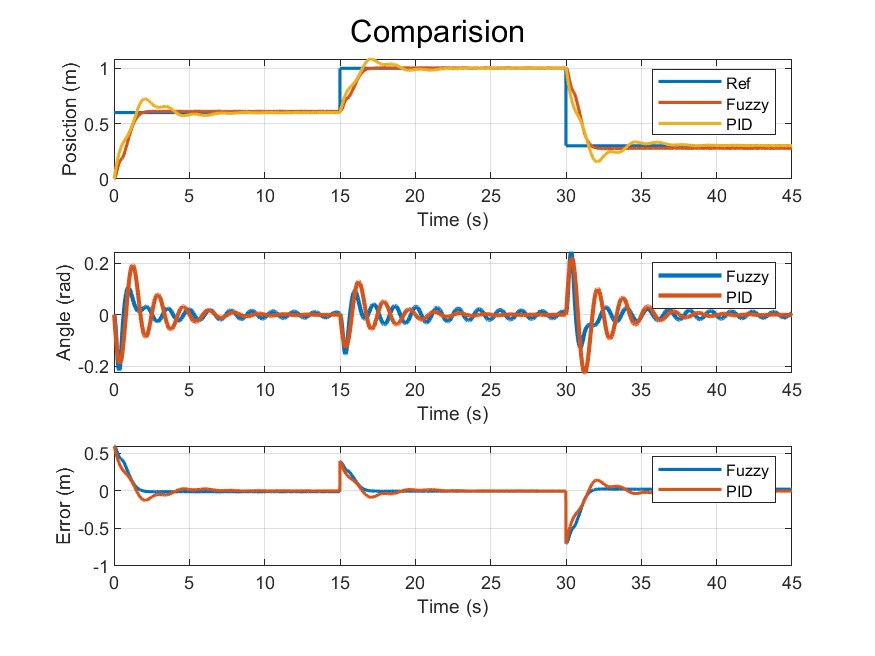 Comparision
Posiction (m)
1
0.5
0
Ref
Fuzzy
PID
0 5 10 15 20 25 30 35 40 45
Time (s)
Angle (rad)
0.2
0
-0.2
Fuzzy
PID
0 5 10 15 20 25 30 35 40 45
Time (s)
Error (m)
0.5
0
-0.5
-1
Fuzzy
PID
0 5 10 15 20 25 30 35 40 45
Time (s)